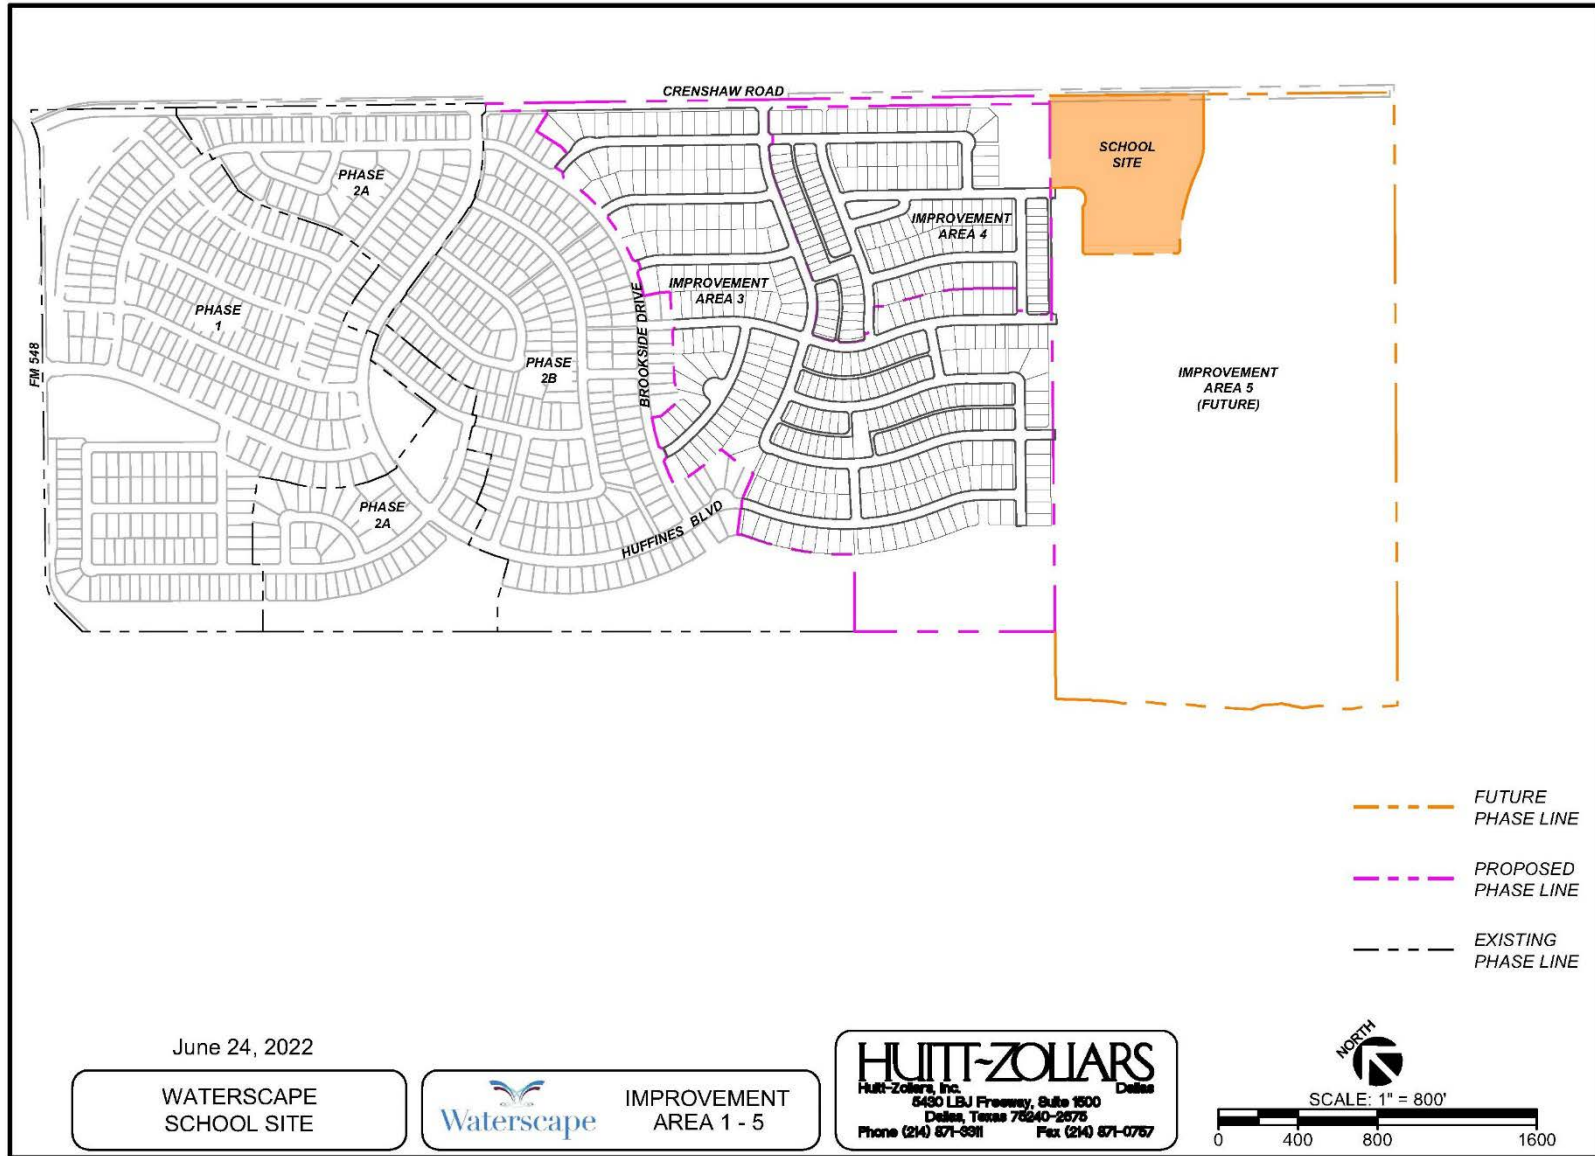 CRENSHAW ROAD
SCHOOL
SITE
PHASE
2A
IMPROVEMENT
AREA 4
IMPROVEMENT
AREA 3
BROOKSIDE DRIVE
PHASE
1
FM 548
PHASE
2B
IMPROVEMENT
AREA 5
(FUTURE)
PHASE
2A
HUFFINES BLVD
FUTURE
PHASE LINE
PROPOSED
PHASE LINE
EXISTING
PHASE LINE
June 24, 2022
WATERSCAPE
SCHOOL SITE
Waterscape
IMPROVEMENT
AREA 1 - 5
HUITT~ZOLLARS
Huitt-Zollars, Inc. Dallas
5430 LBJ Freeway, Suite 1500
Dallas, Texas 75240-2675
Phone (214) 871-3311 Fax (214) 871-0757
NORTH
SCALE: 1" = 800'
0 400 800 1600